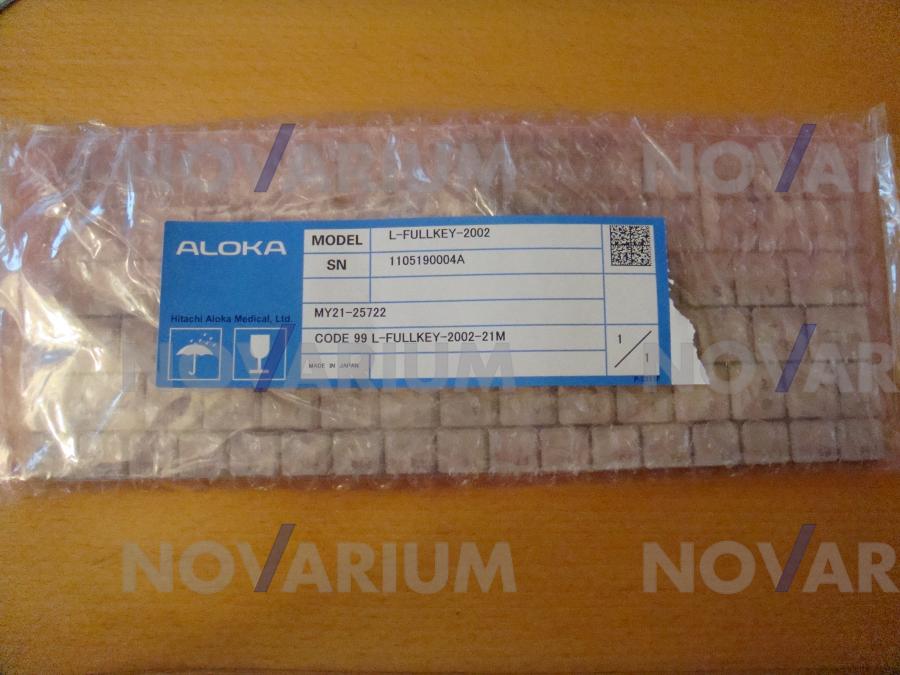 NOVARIUM NOVAR
ALOKA
MODEL L-FULLKEY-2002
SN 1105190004A
Hitachi Aloka Medical, Ltd.
MY21-25722
CODE 99 L-FULLKEY-2002-21M
1/1
MADE IN JAPAN
NOVARIUM NOVAR
NOVARIUM NOVAR